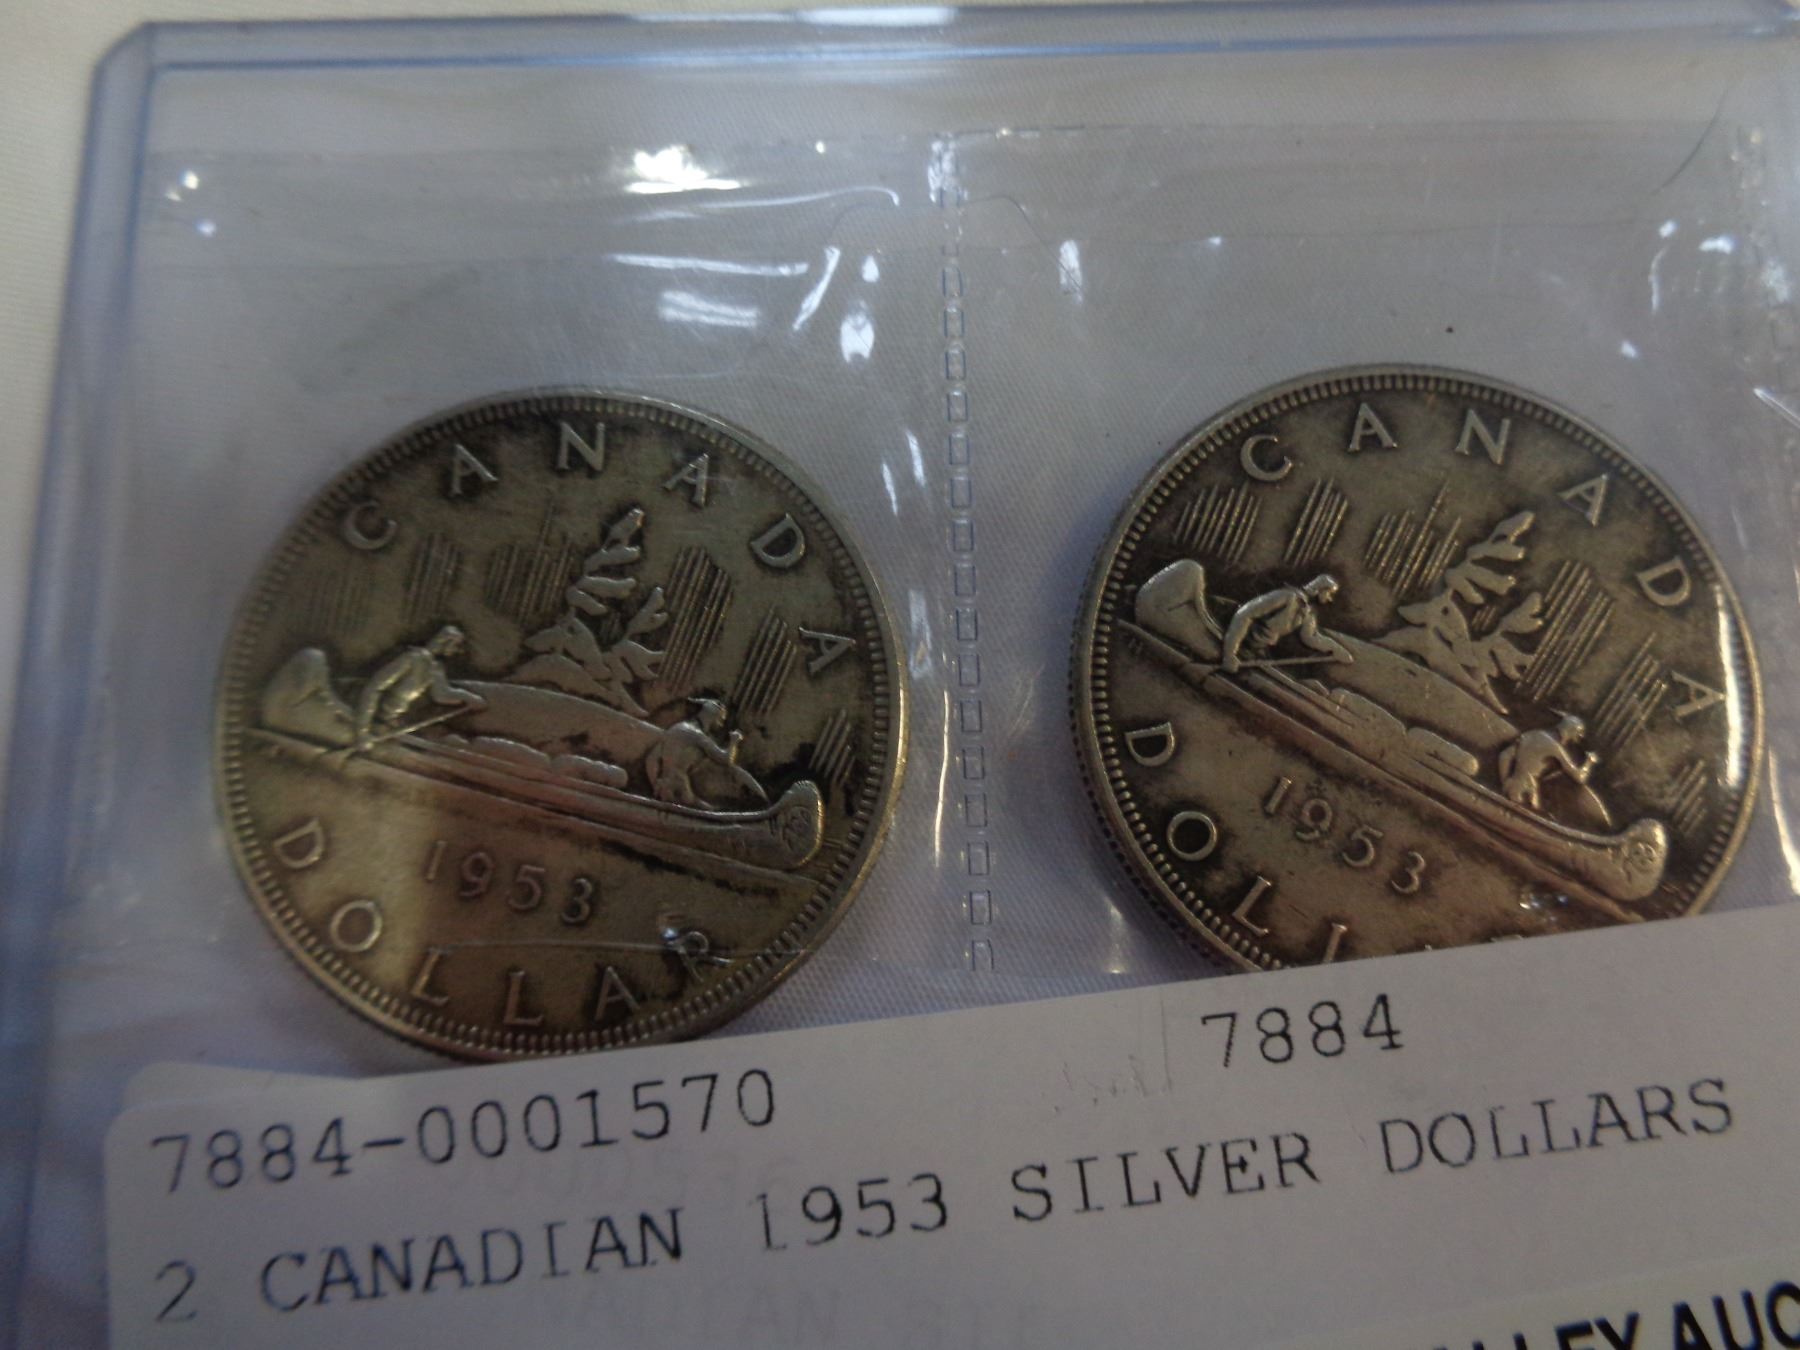 CANADA
1953
DOLLAR
CANADA
1953
DOLL
7884-0001570 7884
2 CANADIAN 1953 SILVER DOLLARS